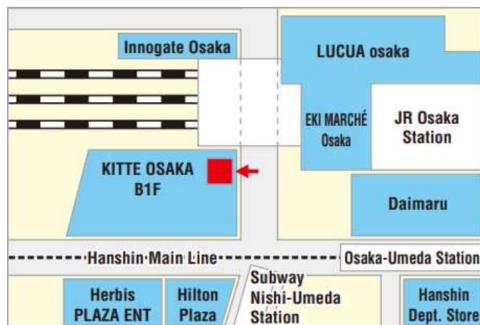 Innogate Osaka
LUCUA osaka
EKI MARCHÉ
Osaka
JR Osaka
Station
KITTE OSAKA
B1F
Daimaru
Hanshin Main Line
Osaka-Umeda Station
Subway
Nishi-Umeda
Station
Herbis
PLAZA ENT
Hilton
Plaza
Hanshin
Dept. Store